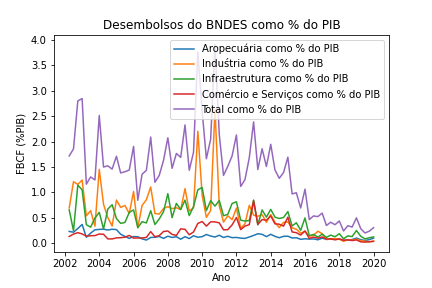 Desembolsos do BNDES como % do PIB
FBCF (%PIB)
4.0
3.5
3.0
2.5
2.0
1.5
1.0
0.5
0.0
Aropecuária como % do PIB
Indústria como % do PIB
Infraestrutura como % do PIB
Comércio e Serviços como % do PIB
Total como % do PIB
2002 2004 2006 2008 2010 2012 2014 2016 2018 2020
Ano